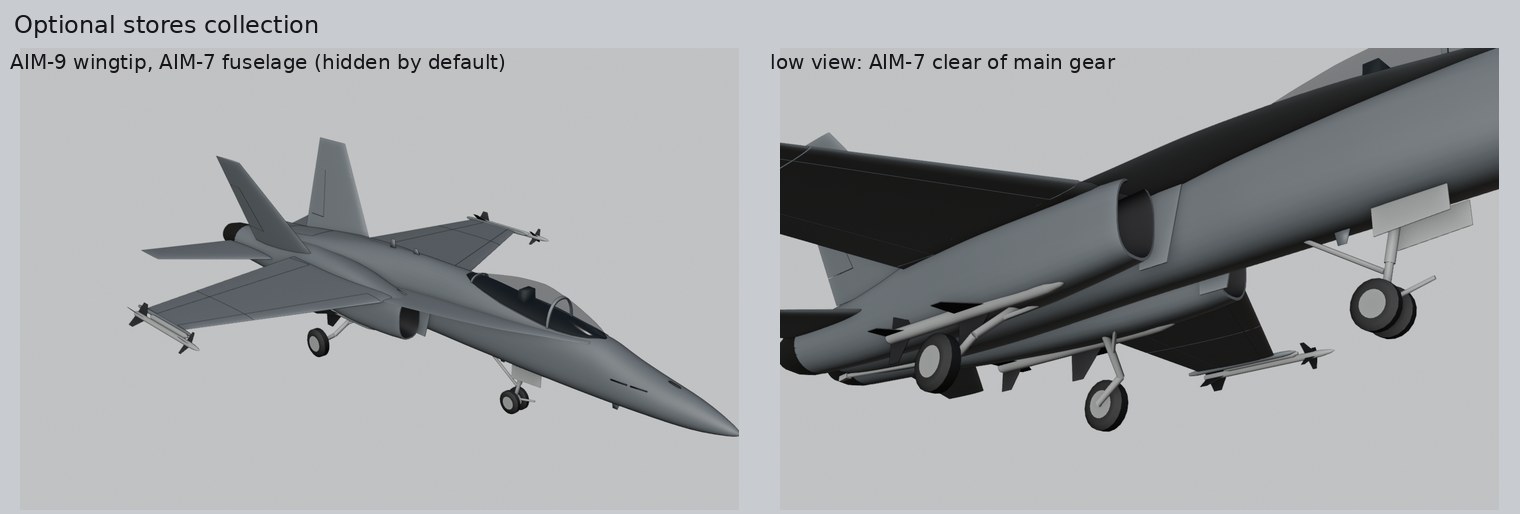 Optional stores collection
AIM-9 wingtip, AIM-7 fuselage (hidden by default)
low view: AIM-7 clear of main gear